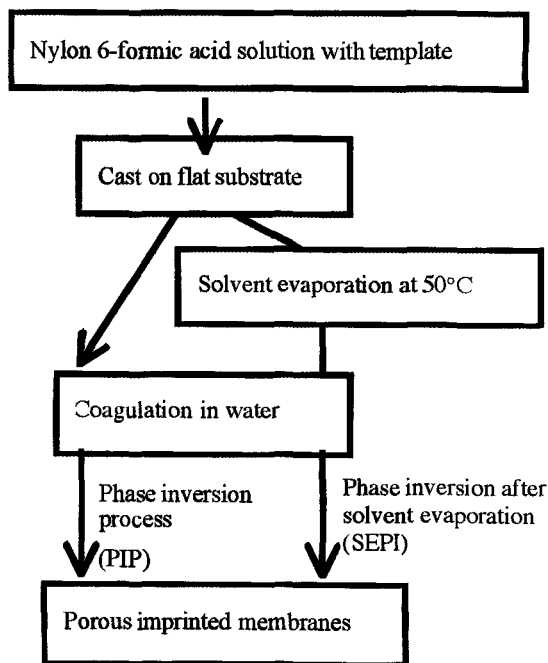 Nylon 6-formic acid solution with template
Cast on flat substrate
Solvent evaporation at 50°C
Coagulation in water
Phase inversion
process
(PIP)
Phase inversion after
solvent evaporation
(SEPI)
Porous imprinted membranes